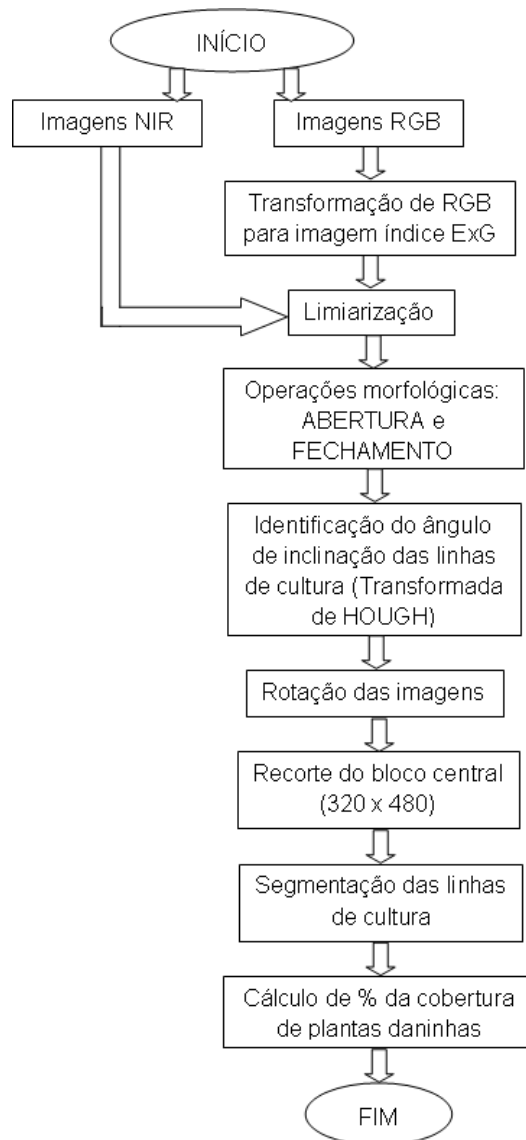 INÍCIO
Imagens NIR
Imagens RGB
Transformação de RGB
para imagem índice ExG
Limiarização
Operações morfológicas:
ABERTURA e
FECHAMENTO
Identificação do ângulo
de inclinação das linhas
de cultura (Transformada
de HOUGH)
Rotação das imagens
Recorte do bloco central
(320 x 480)
Segmentação das linhas
de cultura
Cálculo de % da cobertura
de plantas daninhas
FIM